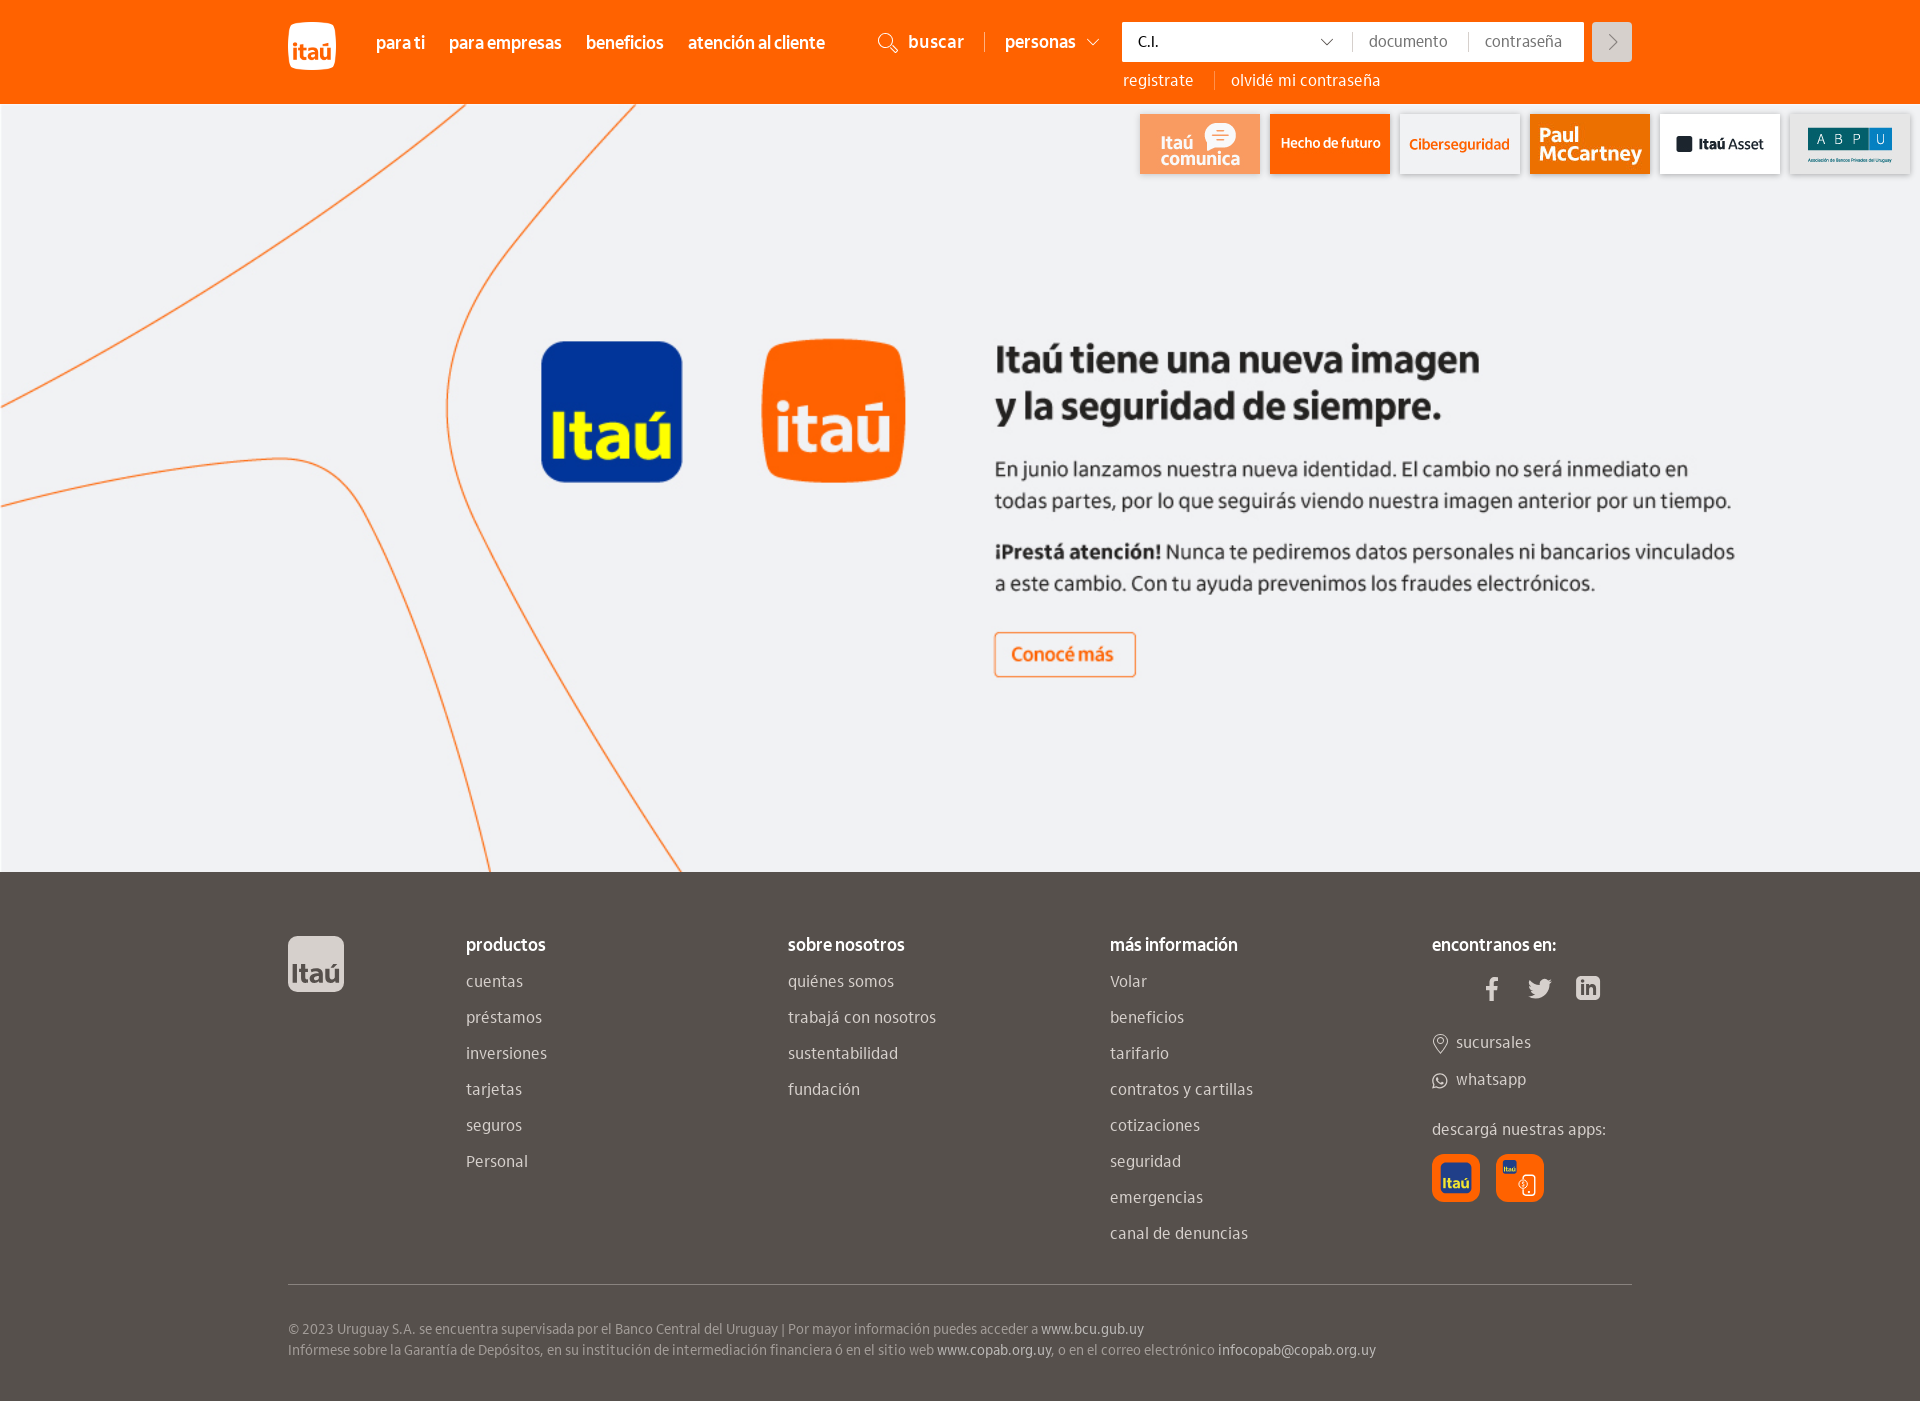 itaú
para ti
para empresas
beneficios
atención al cliente
buscar
personas
C.I.
documento
contraseña
registrate
olvidé mi contraseña
Itaú
comunica
Hecho de futuro
Ciberseguridad
Paul
McCartney
Itaú Asset
A B P U
Asociación de Bancos Privados del Uruguay
Itaú
itaú
Itaú tiene una nueva imagen
y la seguridad de siempre.
En junio lanzamos nuestra nueva identidad. El cambio no será inmediato en
todas partes, por lo que seguirás viendo nuestra imagen anterior por un tiempo.
¡Prestá atención! Nunca te pediremos datos personales ni bancarios vinculados
a este cambio. Con tu ayuda prevenimos los fraudes electrónicos.
Conocé más
Itaú
productos
cuentas
préstamos
inversiones
tarjetas
seguros
Personal
sobre nosotros
quiénes somos
trabajá con nosotros
sustentabilidad
fundación
más información
Volar
beneficios
tarifario
contratos y cartillas
cotizaciones
seguridad
emergencias
canal de denuncias
encontranos en:
sucursales
whatsapp
descargá nuestras apps:
Itaú
Itaú
© 2023 Uruguay S.A. se encuentra supervisada por el Banco Central del Uruguay | Por mayor información puedes acceder a www.bcu.gub.uy
Infórmese sobre la Garantía de Depósitos, en su institución de intermediación financiera ó en el sitio web www.copab.org.uy, o en el correo electrónico infocopab@copab.org.uy